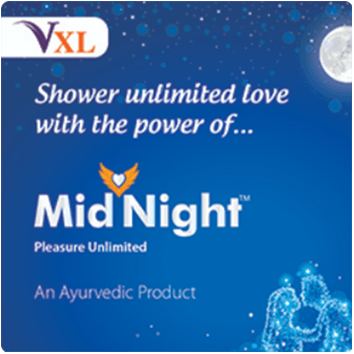 VXL
Shower unlimited love
with the power of...
Mid Night™
Pleasure Unlimited
An Ayurvedic Product